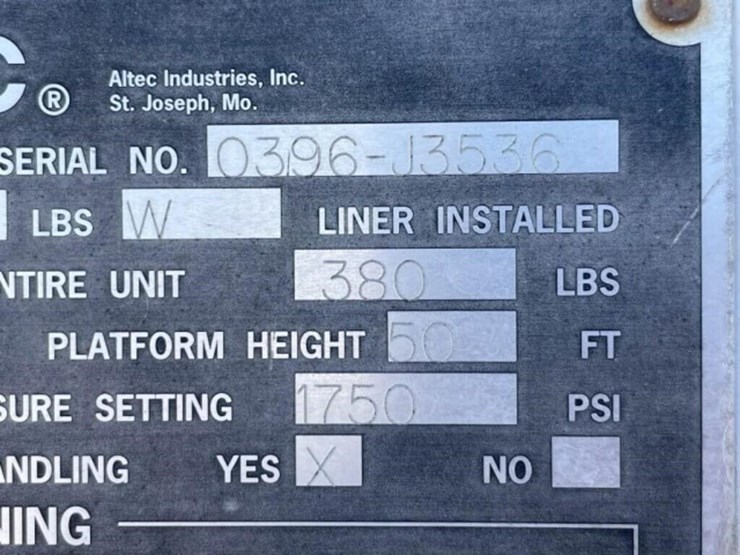 C ® Altec Industries, Inc.
St. Joseph, Mo.
SERIAL NO. 0396-J3536
LBS W LINER INSTALLED
NTIRE UNIT 380 LBS
PLATFORM HEIGHT 50 FT
SURE SETTING 1750 PSI
ANDLING YES X NO
NING